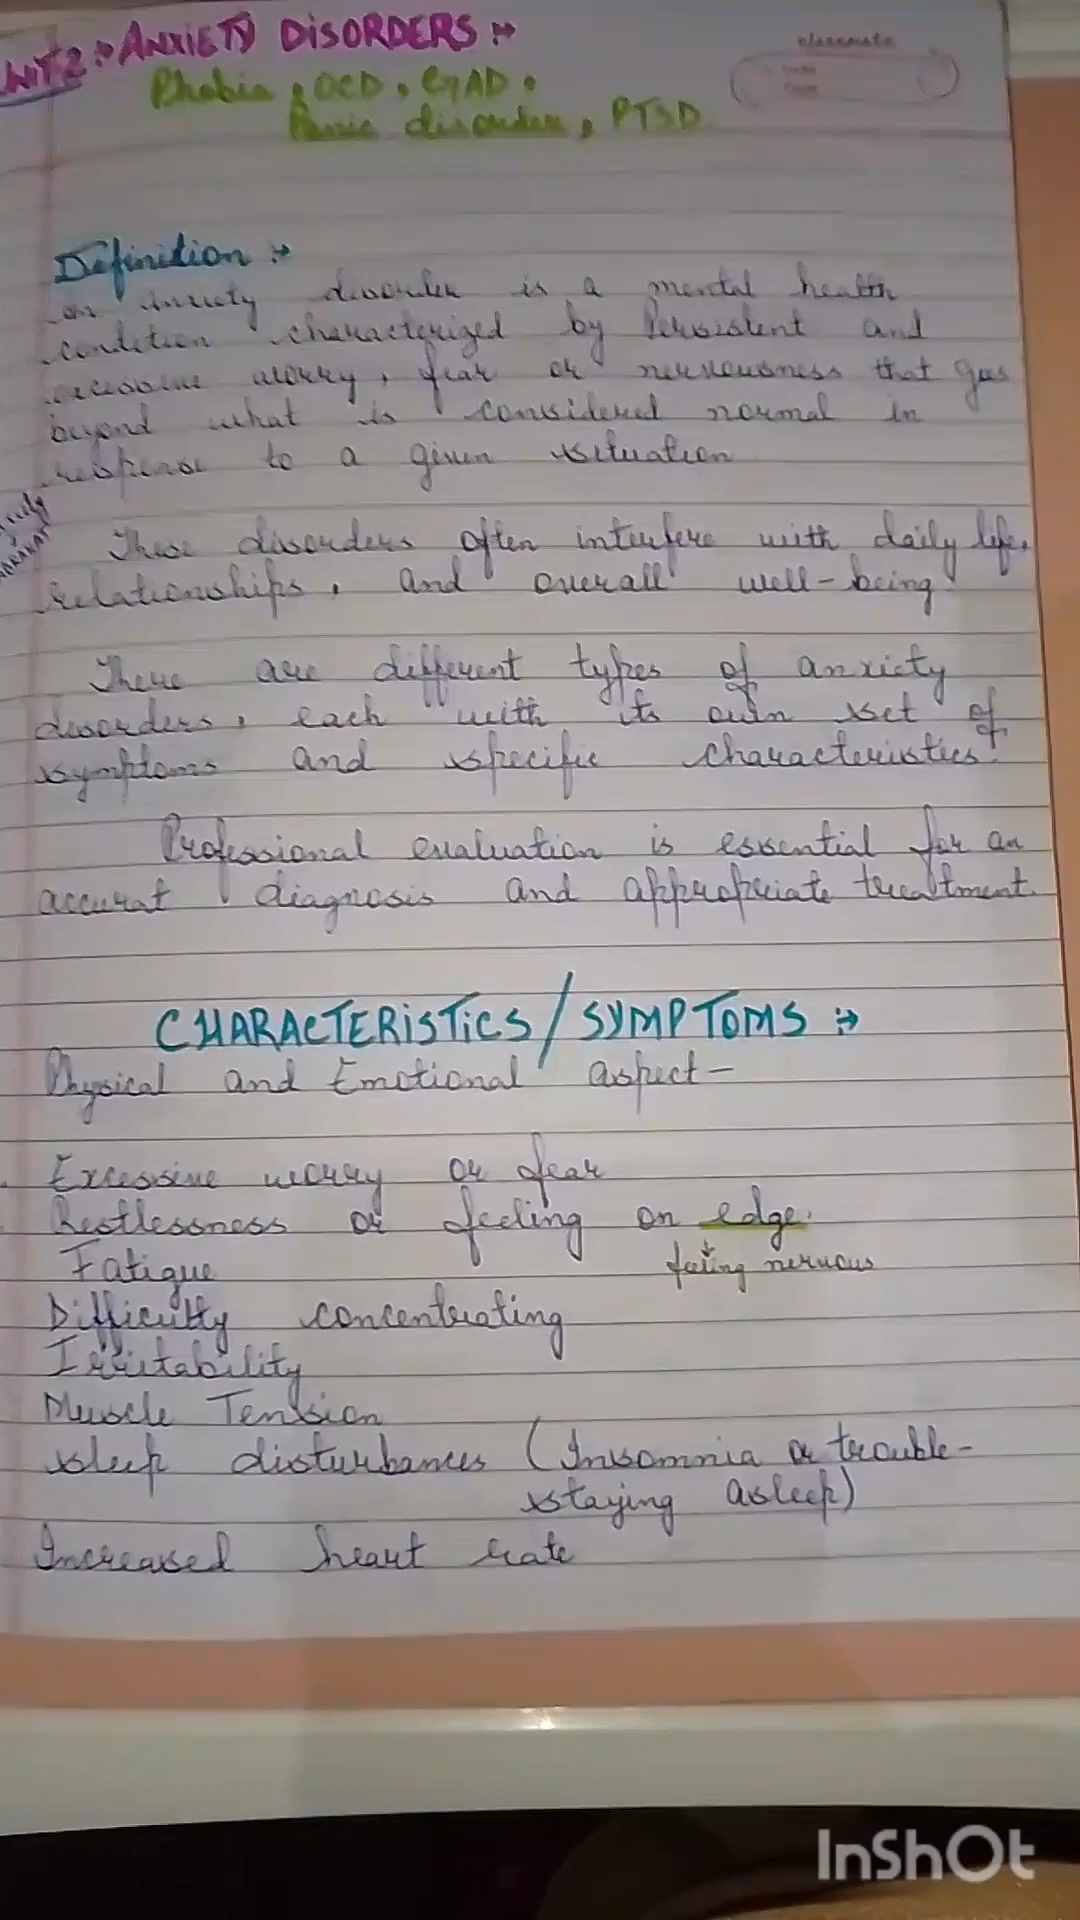 UNIT 2 :→ ANXIETY DISORDERS :→
classmate
Phobia, OCD, GAD,
Panic disorder, PTSD
Definition :→
an anxiety disorder is a mental health
condition characterized by Persistent and
excessive worry, fear or nervousness that goes
beyond what is considered normal in
response to a given situation
These disorders often interfere with daily life,
relationships, and overall well-being.
There are different types of anxiety
disorders, each with its own set of
symptoms and specific characteristics.
Professional evaluation is essential for an
accurat diagnosis and appropriate treatment.
CHARACTERISTICS / SYMPTOMS :→
Physical and Emotional aspect -
Excessive worry or fear
Restlessness or feeling on edge.
Fatigue
feeling nervous
Difficulty concentrating
Irritability
Muscle Tension
sleep disturbances (Insomnia or trouble-
staying asleep)
Increased heart rate
InShOt